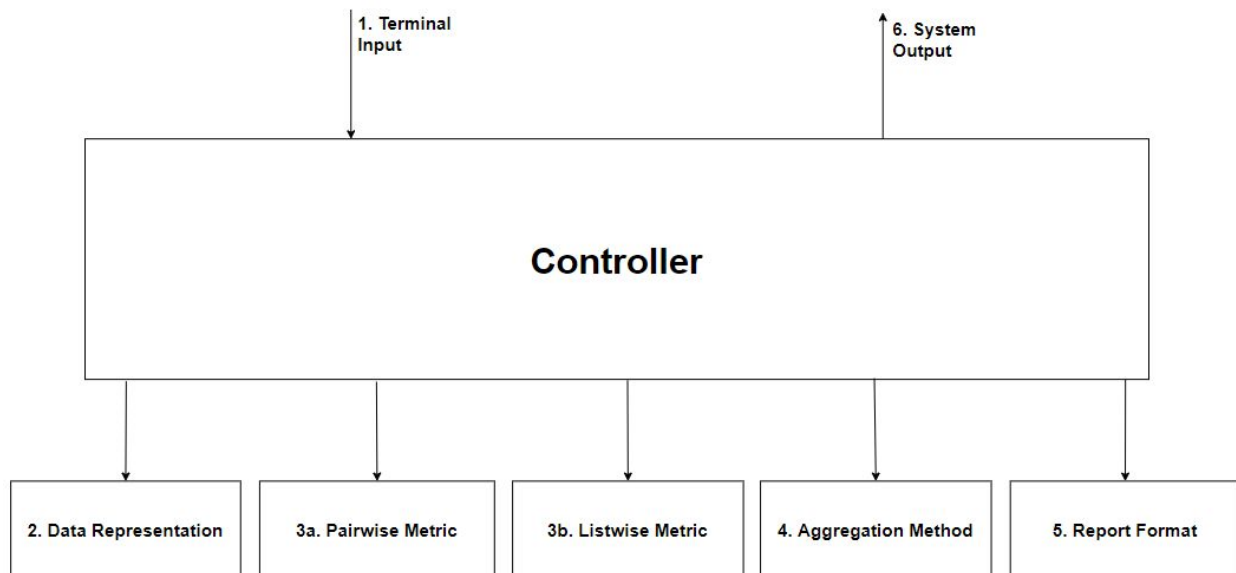 1. Terminal
Input
6. System
Output
Controller
2. Data Representation
3a. Pairwise Metric
3b. Listwise Metric
4. Aggregation Method
5. Report Format